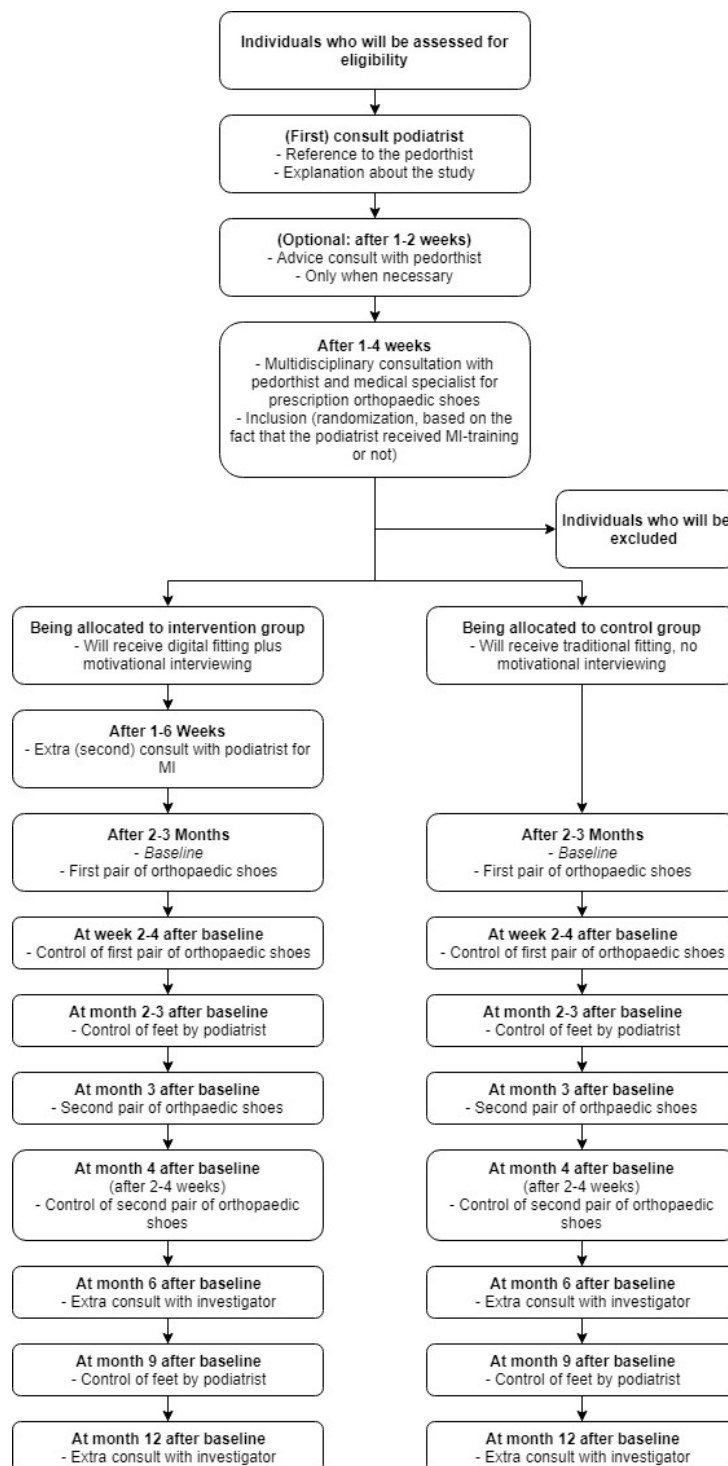 Individuals who will be assessed for
eligibility
(First) consult podiatrist
- Reference to the pedorthist
- Explanation about the study
(Optional: after 1-2 weeks)
- Advice consult with pedorthist
- Only when necessary
After 1-4 weeks
- Multidisciplinary consultation with
pedorthist and medical specialist for
prescription orthopaedic shoes
- Inclusion (randomization, based on the
fact that the podiatrist received MI-training
or not)
Individuals who will be
excluded
Being allocated to intervention group
- Will receive digital fitting plus
motivational interviewing
After 1-6 Weeks
- Extra (second) consult with podiatrist for
MI
After 2-3 Months
- Baseline
- First pair of orthopaedic shoes
At week 2-4 after baseline
- Control of first pair of orthopaedic shoes
At month 2-3 after baseline
- Control of feet by podiatrist
At month 3 after baseline
- Second pair of orthpaedic shoes
At month 4 after baseline
(after 2-4 weeks)
- Control of second pair of orthopaedic
shoes
At month 6 after baseline
- Extra consult with investigator
At month 9 after baseline
- Control of feet by podiatrist
At month 12 after baseline
- Extra consult with investigator
Being allocated to control group
- Will receive traditional fitting, no
motivational interviewing
After 2-3 Months
- Baseline
- First pair of orthopaedic shoes
At week 2-4 after baseline
- Control of first pair of orthopaedic shoes
At month 2-3 after baseline
- Control of feet by podiatrist
At month 3 after baseline
- Second pair of orthpaedic shoes
At month 4 after baseline
(after 2-4 weeks)
- Control of second pair of orthopaedic
shoes
At month 6 after baseline
- Extra consult with investigator
At month 9 after baseline
- Control of feet by podiatrist
At month 12 after baseline
- Extra consult with investigator